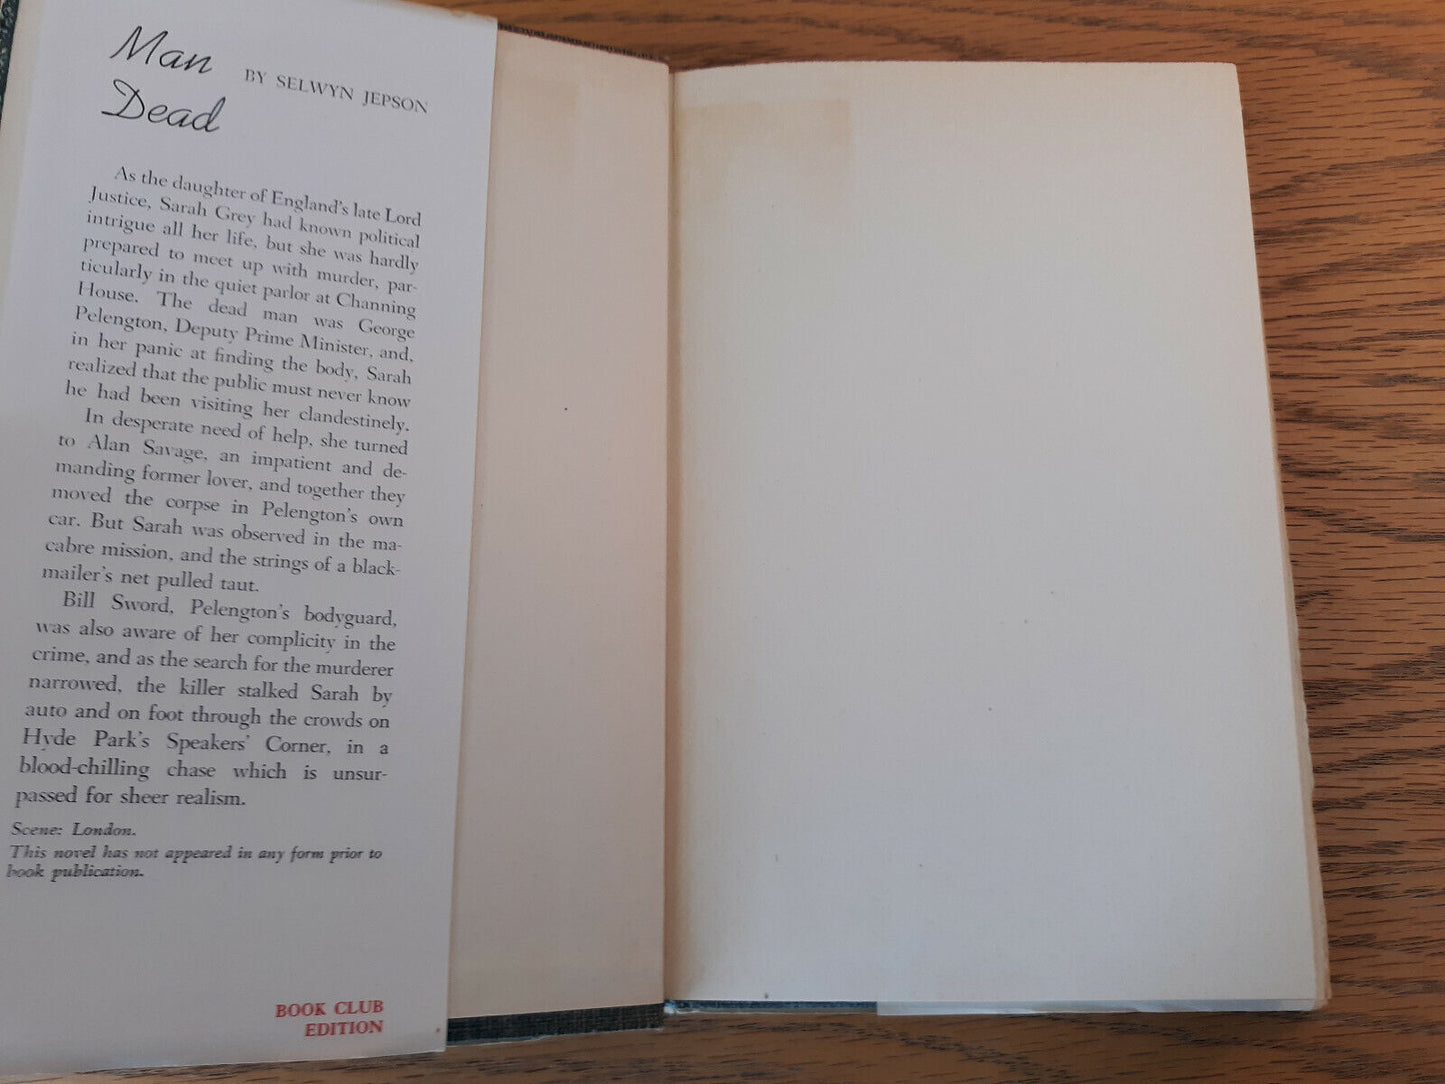 Man
Dead
BY SELWYN JEPSON
As the daughter of England's late Lord
Justice, Sarah Grey had known political
intrigue all her life, but she was hardly
prepared to meet up with murder, par-
ticularly in the quiet parlor at Channing
House. The dead man was George
Pelengton, Deputy Prime Minister, and,
in her panic at finding the body, Sarah
realized that the public must never know
he had been visiting her clandestinely.
In desperate need of help, she turned
to Alan Savage, an impatient and de-
manding former lover, and together they
moved the corpse in Pelengton's own
car. But Sarah was observed in the ma-
cabre mission, and the strings of a black-
mailer's net pulled taut.
Bill Sword, Pelengton's bodyguard,
was also aware of her complicity in the
crime, and as the search for the murderer
narrowed, the killer stalked Sarah by
auto and on foot through the crowds on
Hyde Park's Speakers' Corner, in a
blood-chilling chase which is unsur-
passed for sheer realism.
Scene: London.
This novel has not appeared in any form prior to
book publication.
BOOK CLUB
EDITION